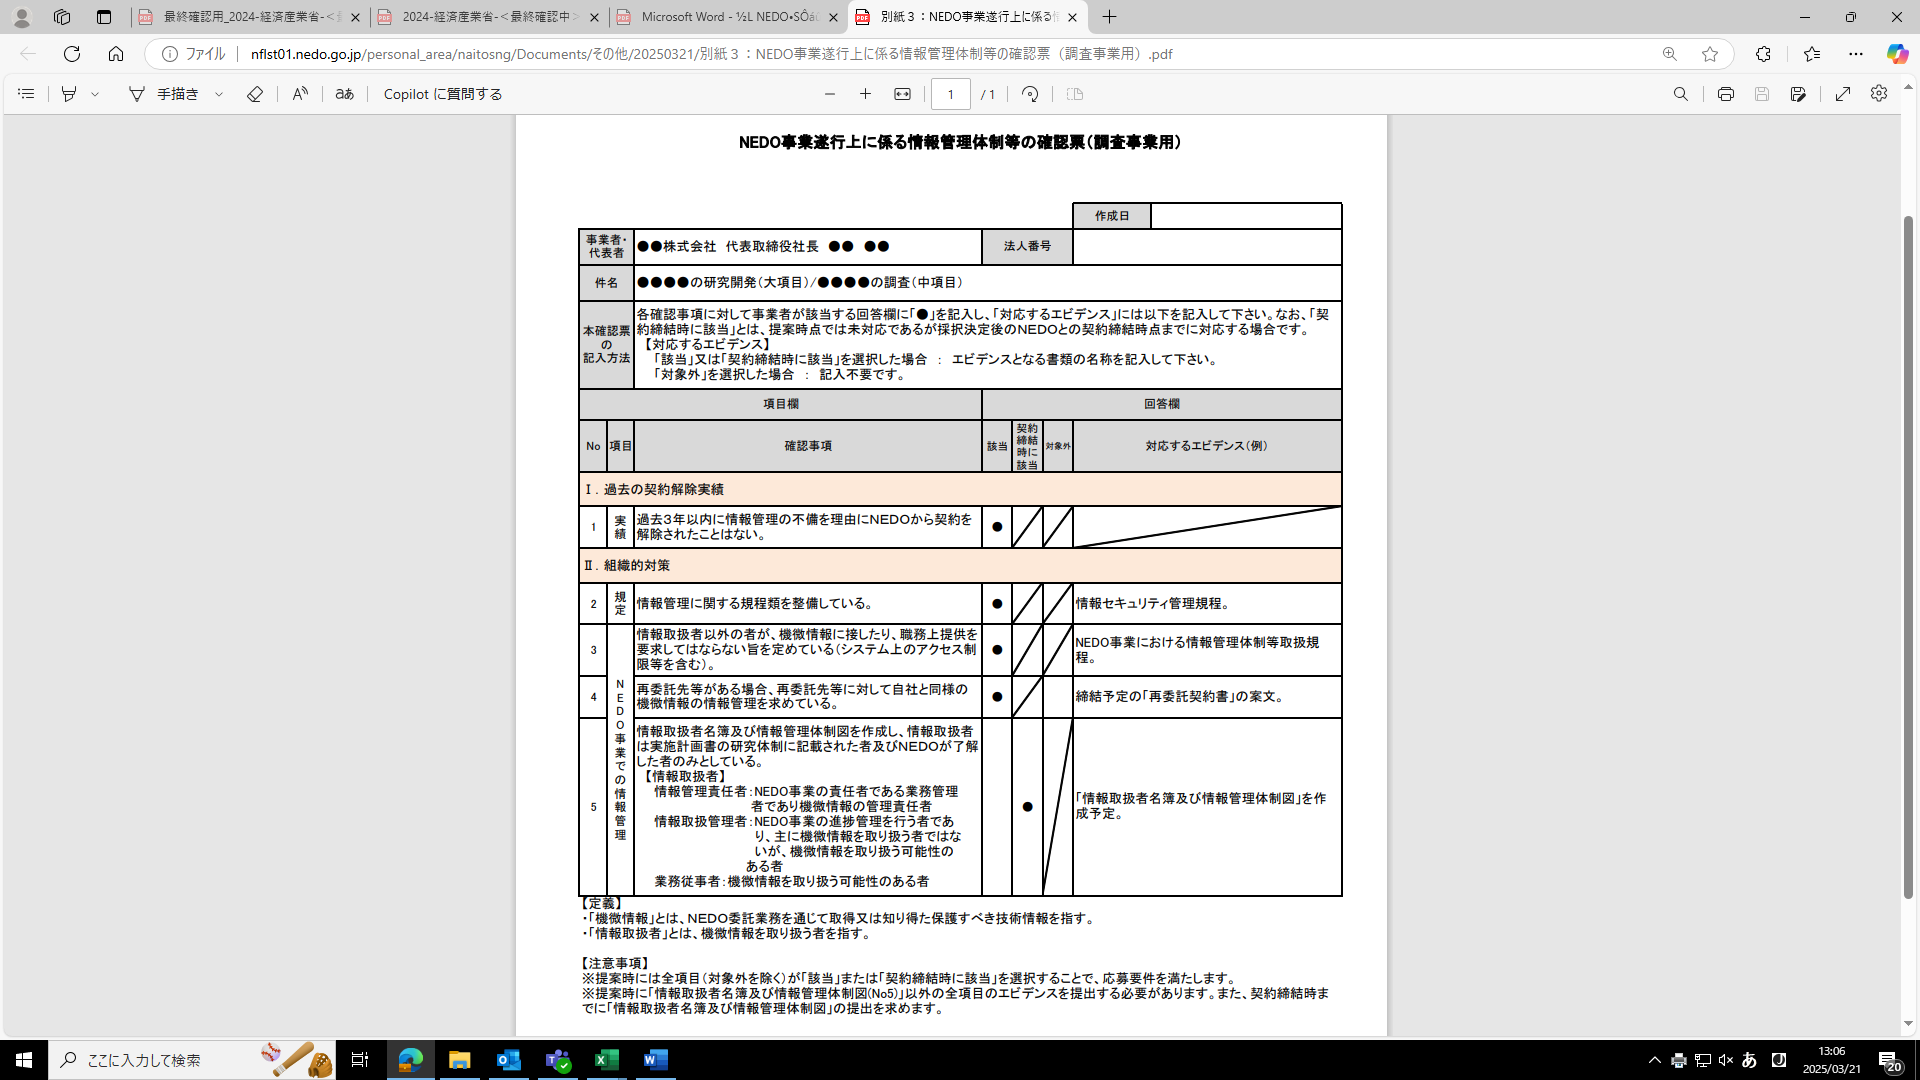 最終確認用_2024-経済産業省-<
2024-経済産業省-<最終確認中>
Microsoft Word - ½L NEDO•SÔá
別紙３：NEDO事業遂行上に係る
ファイル
nflst01.nedo.go.jp/personal_area/naitosng/Documents/その他/20250321/別紙３：NEDO事業遂行上に係る情報管理体制等の確認票（調査事業用）.pdf
手描き
aあ
Copilot に質問する
1
/ 1
NEDO事業遂行上に係る情報管理体制等の確認票（調査事業用）
作成日
事業者・
代表者
●●株式会社　代表取締役社長　●●　●●
法人番号
件名
●●●●の研究開発（大項目）/●●●●の調査（中項目）
本確認票
の
記入方法
各確認事項に対して事業者が該当する回答欄に「●」を記入し、「対応するエビデンス」には以下を記入して下さい。なお、「契
約締結時に該当」とは、提案時点では未対応であるが採択決定後のNEDOとの契約締結時点までに対応する場合です。
【対応するエビデンス】
「該当」又は「契約締結時に該当」を選択した場合　：　エビデンスとなる書類の名称を記入して下さい。
「対象外」を選択した場合　：　記入不要です。
項目欄
回答欄
No
項目
確認事項
該当
契約
締結
時に
該当
対象外
対応するエビデンス（例）
Ⅰ．過去の契約解除実績
1
実
績
過去３年以内に情報管理の不備を理由にNEDOから契約を
解除されたことはない。
●
Ⅱ．組織的対策
2
規
定
情報管理に関する規程類を整備している。
●
情報セキュリティ管理規程。
3
情報取扱者以外の者が、機微情報に接したり、職務上提供を
要求してはならない旨を定めている（システム上のアクセス制
限等を含む）。
●
NEDO事業における情報管理体制等取扱規
程。
N
E
D
O
事
業
で
の
情
報
管
理
4
再委託先等がある場合、再委託先等に対して自社と同様の
機微情報の情報管理を求めている。
●
締結予定の「再委託契約書」の案文。
5
情報取扱者名簿及び情報管理体制図を作成し、情報取扱者
は実施計画書の研究体制に記載された者及びNEDOが了解
した者のみとしている。
【情報取扱者】
情報管理責任者：NEDO事業の責任者である業務管理
者であり機微情報の管理責任者
情報取扱管理者：NEDO事業の進捗管理を行う者であ
り、主に機微情報を取り扱う者ではな
いが、機微情報を取り扱う可能性の
ある者
業務従事者：機微情報を取り扱う可能性のある者
●
「情報取扱者名簿及び情報管理体制図」を作
成予定。
【定義】
・「機微情報」とは、NEDO委託業務を通じて取得又は知り得た保護すべき技術情報を指す。
・「情報取扱者」とは、機微情報を取り扱う者を指す。
【注意事項】
※提案時には全項目（対象外を除く）が「該当」または「契約締結時に該当」を選択することで、応募要件を満たします。
※提案時に「情報取扱者名簿及び情報管理体制図(No5)」以外の全項目のエビデンスを提出する必要があります。また、契約締結時ま
でに「情報取扱者名簿及び情報管理体制図」の提出を求めます。
ここに入力して検索
あ
13:06
2025/03/21
20